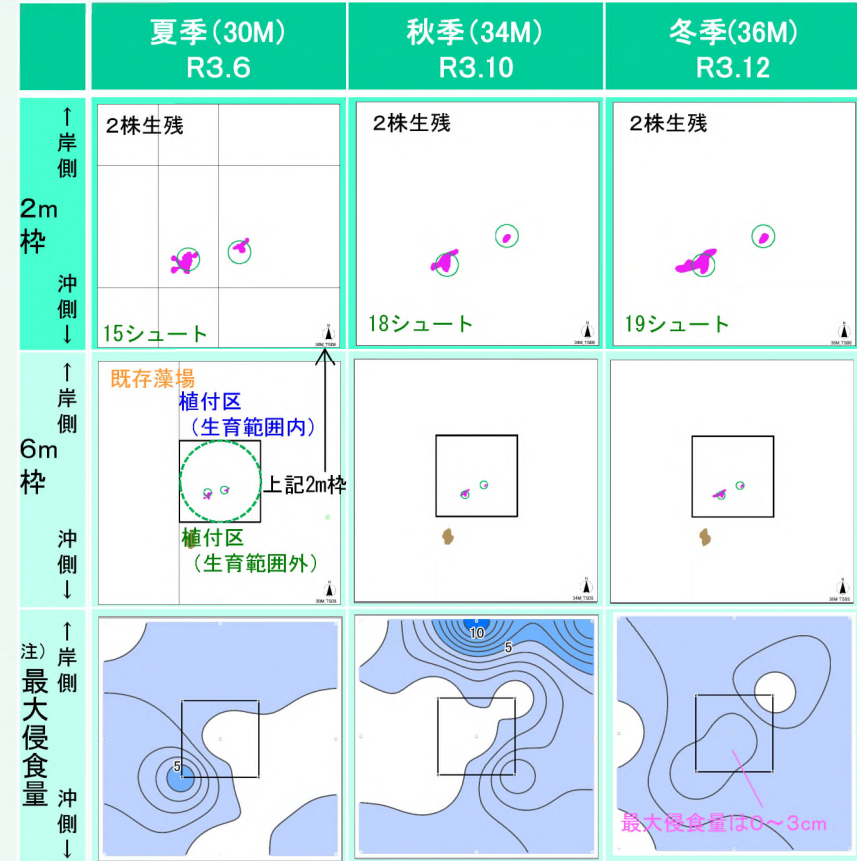 夏季(30M)
R3.6
秋季(34M)
R3.10
冬季(36M)
R3.12
↑岸側
2m枠
沖側↓
2株生残
15シュート
2株生残
18シュート
2株生残
19シュート
↑岸側
6m枠
沖側↓
既存藻場
植付区
(生育範囲内)
上記2m枠
植付区
(生育範囲外)
↑岸側
注)
最大侵食量
沖側↓
5
10
5
最大侵食量は0～3cm